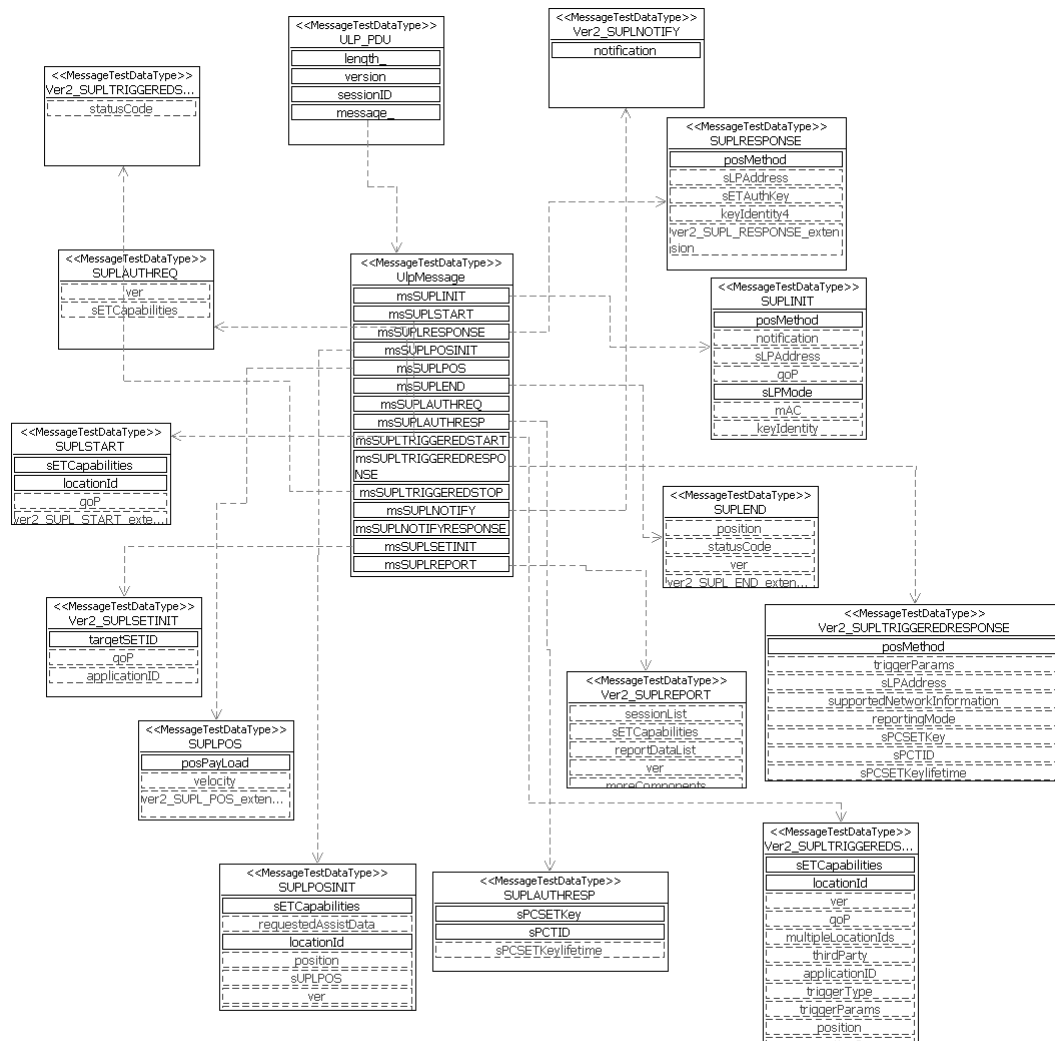 <<MessageTestDataType>>
ULP_PDU
length_
version
sessionID
message_
<<MessageTestDataType>>
Ver2_SUPLNOTIFY
notification
<<MessageTestDataType>>
Ver2_SUPLTRIGGEREDS...
statusCode
<<MessageTestDataType>>
SUPLRESPONSE
posMethod
sLPAddress
sETAuthKey
keyIdentity4
ver2_SUPL_RESPONSE_exten
sion
<<MessageTestDataType>>
SUPLAUTHREQ
ver
sETCapabilities
<<MessageTestDataType>>
UlpMessage
msSUPLINIT
msSUPLSTART
msSUPLRESPONSE
msSUPLPOSINIT
msSUPLPOS
msSUPLEND
msSUPLAUTHREQ
msSUPLAUTHRESP
msSUPLTRIGGEREDSTART
msSUPLTRIGGEREDRESPO
NSE
msSUPLTRIGGEREDSTOP
msSUPLNOTIFY
msSUPLNOTIFYRESPONSE
msSUPLSETINIT
msSUPLREPORT
<<MessageTestDataType>>
SUPLINIT
posMethod
notification
sLPAddress
qoP
sLPMode
mAC
keyIdentity
<<MessageTestDataType>>
SUPLSTART
sETCapabilities
locationId
qoP
ver2_SUPL_START_exte...
<<MessageTestDataType>>
SUPLEND
position
statusCode
ver
ver2_SUPL_END_exten...
<<MessageTestDataType>>
Ver2_SUPLSETINIT
targetSETID
qoP
applicationID
<<MessageTestDataType>>
Ver2_SUPLTRIGGEREDRESPONSE
posMethod
triggerParams
sLPAddress
supportedNetworkInformation
reportingMode
sPCSETKey
sPCTID
sPCSETKeylifetime
<<MessageTestDataType>>
Ver2_SUPLREPORT
sessionList
sETCapabilities
reportDataList
ver
moreComponents
<<MessageTestDataType>>
SUPLPOS
posPayLoad
velocity
ver2_SUPL_POS_exten...
<<MessageTestDataType>>
Ver2_SUPLTRIGGEREDS...
sETCapabilities
locationId
ver
qoP
multipleLocationIds
thirdParty
applicationID
triggerType
triggerParams
position
<<MessageTestDataType>>
SUPLPOSINIT
sETCapabilities
requestedAssistData
locationId
position
sUPLPOS
ver
<<MessageTestDataType>>
SUPLAUTHRESP
sPCSETKey
sPCTID
sPCSETKeylifetime